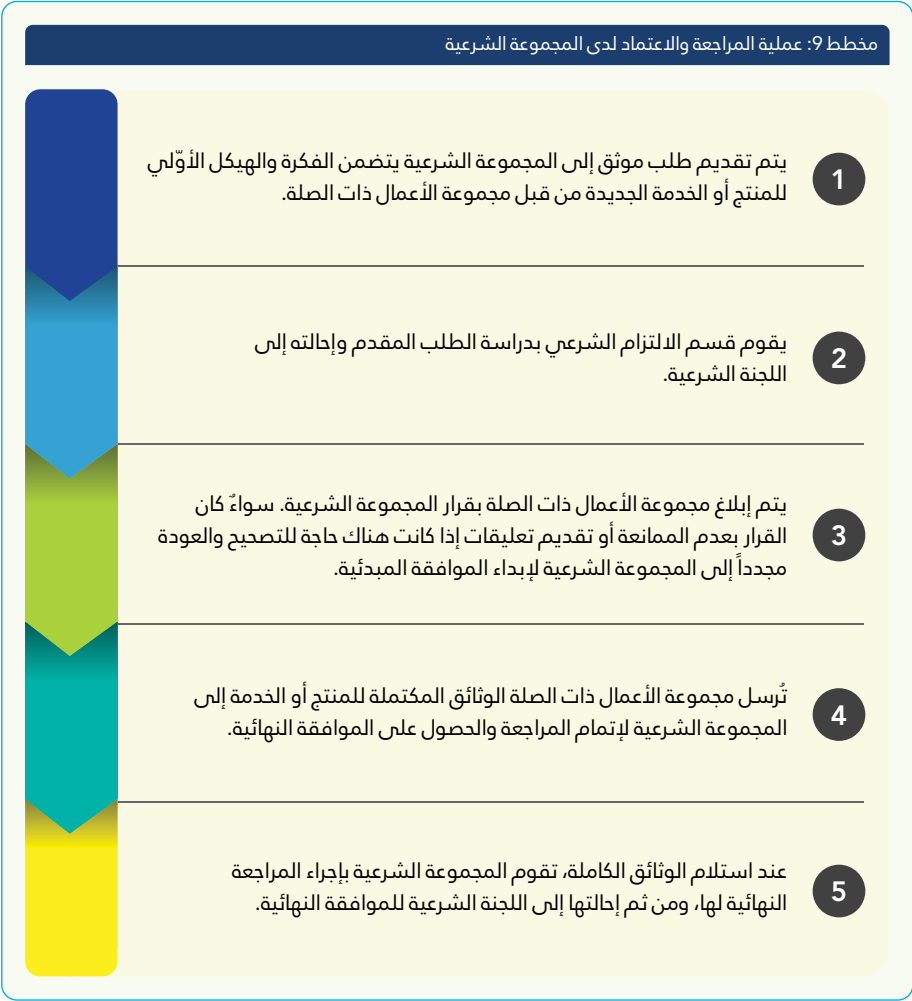 مخطط 9: عملية المراجعة والاعتماد لدى المجموعة الشرعية
1
يتم تقديم طلب موثق إلى المجموعة الشرعية يتضمن الفكرة والهيكل الأوّلي
للمنتج أو الخدمة الجديدة من قبل مجموعة الأعمال ذات الصلة.
2
يقوم قسم الالتزام الشرعي بدراسة الطلب المقدم وإحالته إلى
اللجنة الشرعية.
3
يتم إبلاغ مجموعة الأعمال ذات الصلة بقرار المجموعة الشرعية. سواءٌ كان
القرار بعدم الممانعة أو تقديم تعليقات إذا كانت هناك حاجة للتصحيح والعودة
مجدداً إلى المجموعة الشرعية لإبداء الموافقة المبدئية.
4
تُرسل مجموعة الأعمال ذات الصلة الوثائق المكتملة للمنتج أو الخدمة إلى
المجموعة الشرعية لإتمام المراجعة والحصول على الموافقة النهائية.
5
عند استلام الوثائق الكاملة، تقوم المجموعة الشرعية بإجراء المراجعة
النهائية لها، ومن ثم إحالتها إلى اللجنة الشرعية للموافقة النهائية.